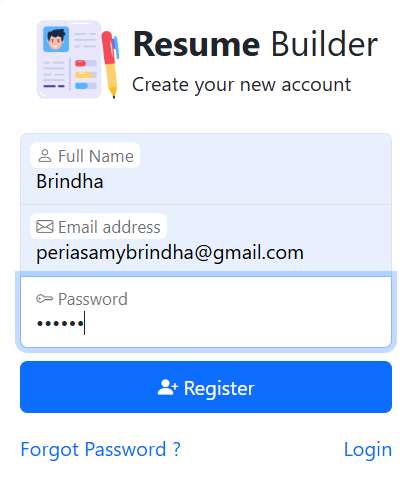 Resume Builder
Create your new account
Full Name
Brindha
Email address
periasamybrindha@gmail.com
Password
••••••
Register
Forgot Password ? Login